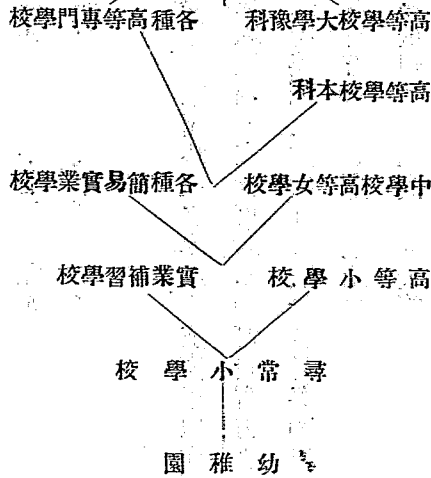 高等學校大學豫科
各種高等專門學校
高等學校本科
中學校高等女學校
各種簡易實業學校
高等小學校
實業補習學校
尋常小學校
幼稚園